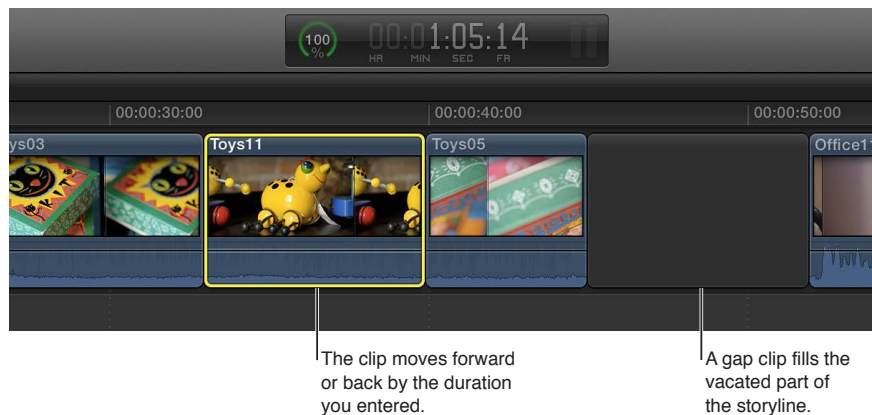 100
%
00:01:05:14
HR MIN SEC FR
00:00:30:00 00:00:40:00 00:00:50:00
ys03 Toys11 Toys05 Office11
The clip moves forward
or back by the duration
you entered.
A gap clip fills the
vacated part of
the storyline.